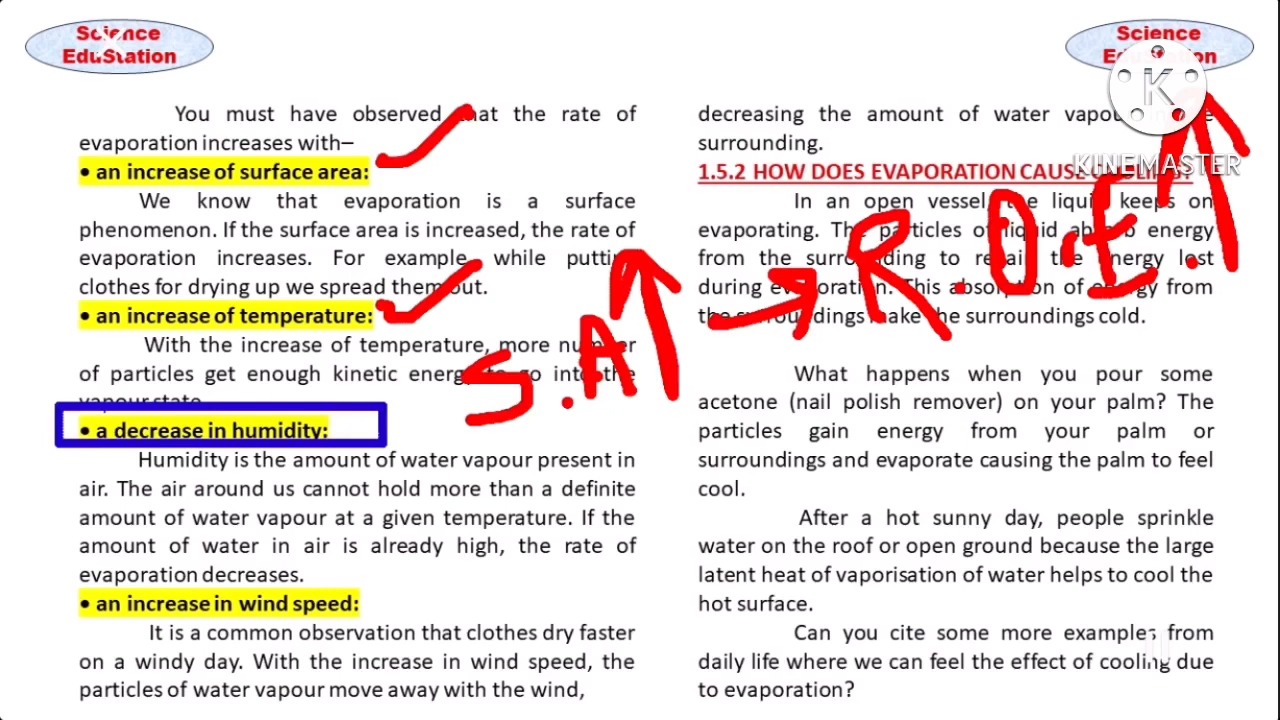 Science
EduStation
You must have observed that the rate of
evaporation increases with–
• an increase of surface area:
We know that evaporation is a surface
phenomenon. If the surface area is increased, the rate of
evaporation increases. For example, while putting
clothes for drying up we spread them out.
• an increase of temperature:
With the increase of temperature, more number
of particles get enough kinetic energy to go into the
vapour state.
• a decrease in humidity:
Humidity is the amount of water vapour present in
air. The air around us cannot hold more than a definite
amount of water vapour at a given temperature. If the
amount of water in air is already high, the rate of
evaporation decreases.
• an increase in wind speed:
It is a common observation that clothes dry faster
on a windy day. With the increase in wind speed, the
particles of water vapour move away with the wind,
S.A
R.O.E.
Science
EduStation
K
KINEMASTER
decreasing the amount of water vapour in the
surrounding.
1.5.2 HOW DOES EVAPORATION CAUSE
In an open vessel, the liquid keeps on
evaporating. The particles of liquid absorb energy
from the surrounding to regain the energy lost
during evaporation. This absorption of energy from
the surroundings make the surroundings cold.
What happens when you pour some
acetone (nail polish remover) on your palm? The
particles gain energy from your palm or
surroundings and evaporate causing the palm to feel
cool.
After a hot sunny day, people sprinkle
water on the roof or open ground because the large
latent heat of vaporisation of water helps to cool the
hot surface.
Can you cite some more examples from
daily life where we can feel the effect of cooling due
to evaporation?